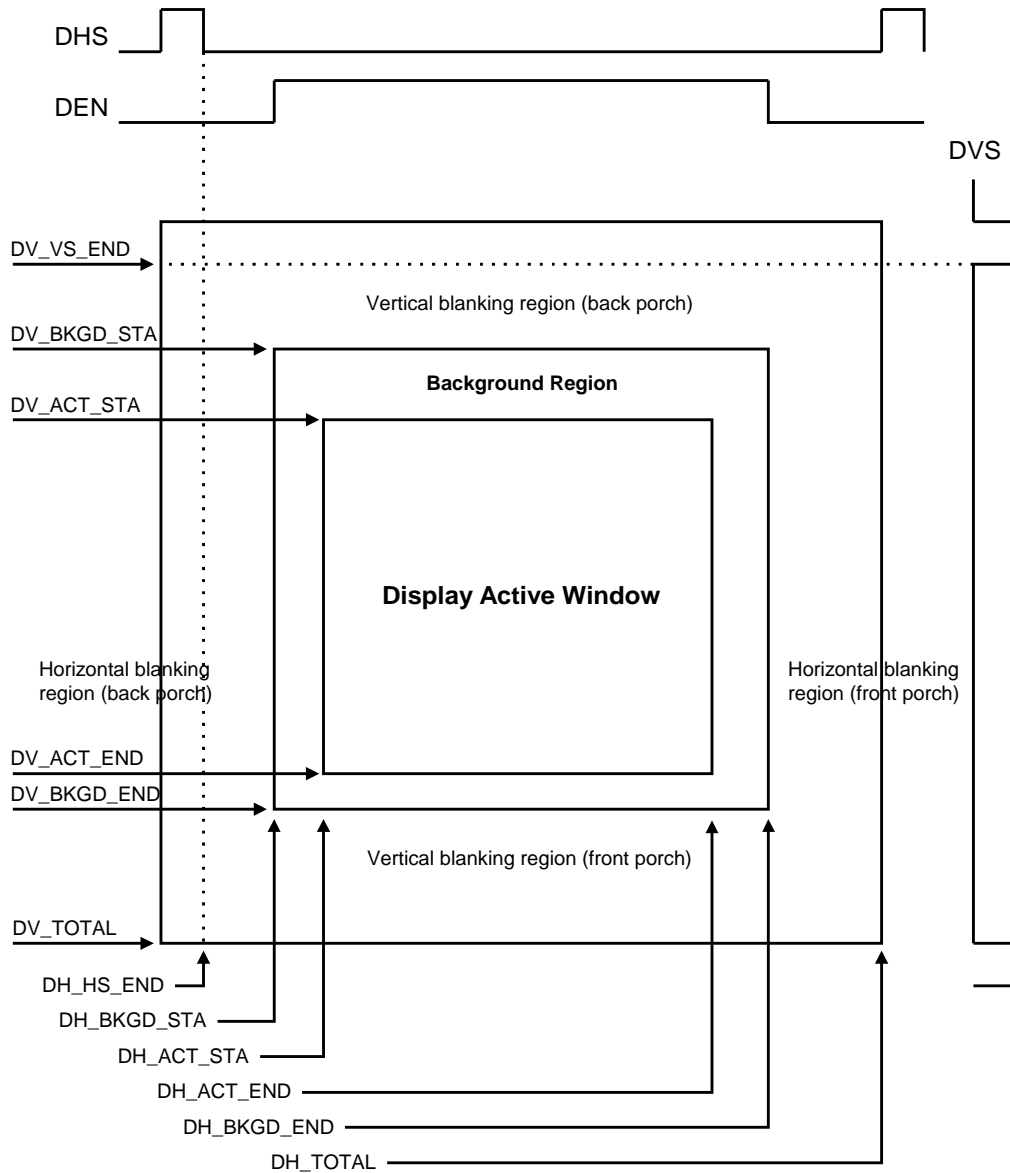 DHS
DEN
DVS
DV_VS_END
Vertical blanking region (back porch)
DV_BKGD_STA
Background Region
DV_ACT_STA
Display Active Window
Horizontal blanking
region (back porch)
Horizontal blanking
region (front porch)
DV_ACT_END
DV_BKGD_END
Vertical blanking region (front porch)
DV_TOTAL
DH_HS_END
DH_BKGD_STA
DH_ACT_STA
DH_ACT_END
DH_BKGD_END
DH_TOTAL